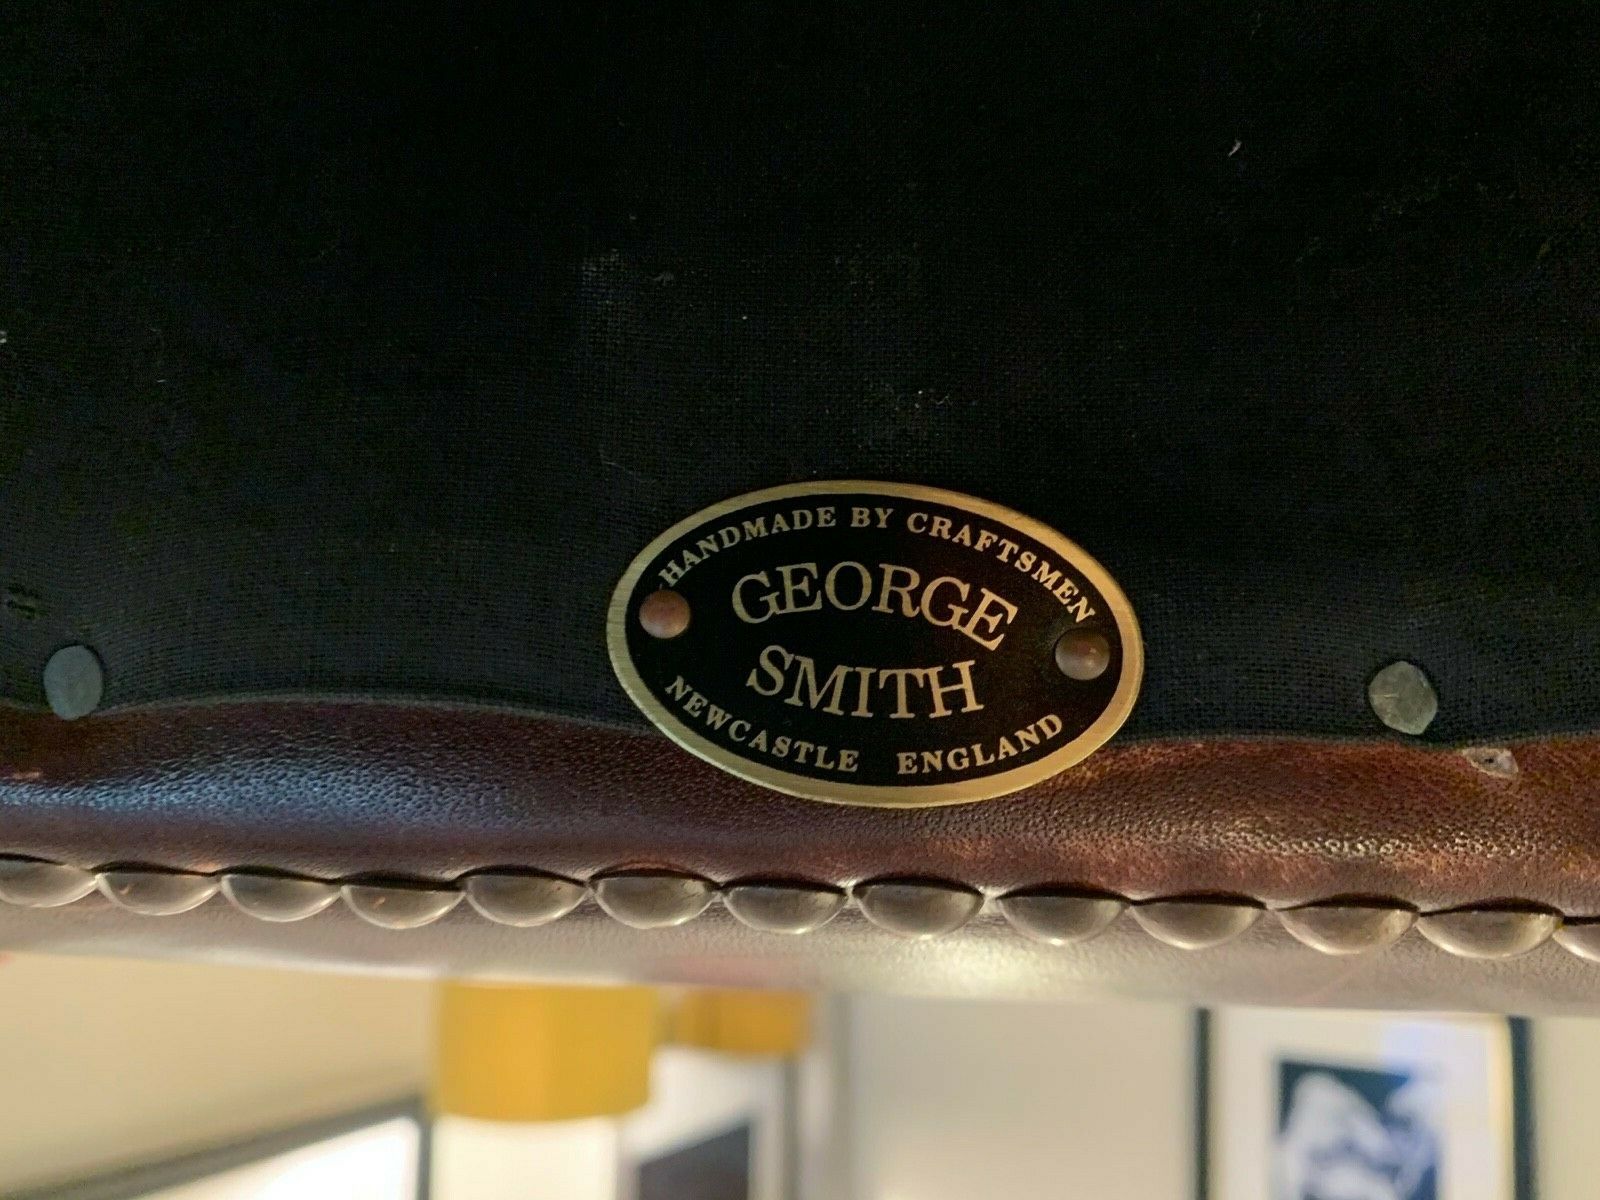 HANDMADE BY CRAFTSMEN
GEORGE
SMITH
NEWCASTLE ENGLAND